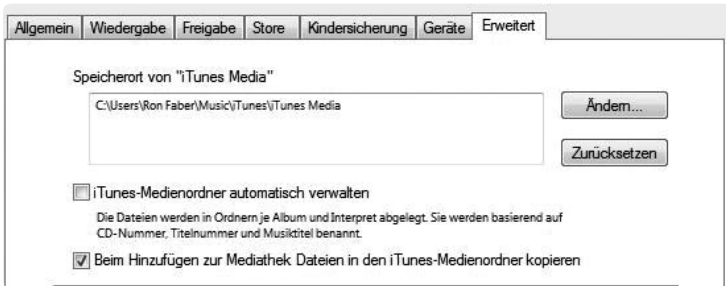 Allgemein Wiedergabe Freigabe Store Kindersicherung Geräte Erweitert
Speicherort von "iTunes Media"
C:\Users\Ron Faber\Music\iTunes\iTunes Media
Ändern...
Zurücksetzen
iTunes-Medienordner automatisch verwalten
Die Dateien werden in Ordnern je Album und Interpret abgelegt. Sie werden basierend auf
CD-Nummer, Titelnummer und Musiktitel benannt.
Beim Hinzufügen zur Mediathek Dateien in den iTunes-Medienordner kopieren